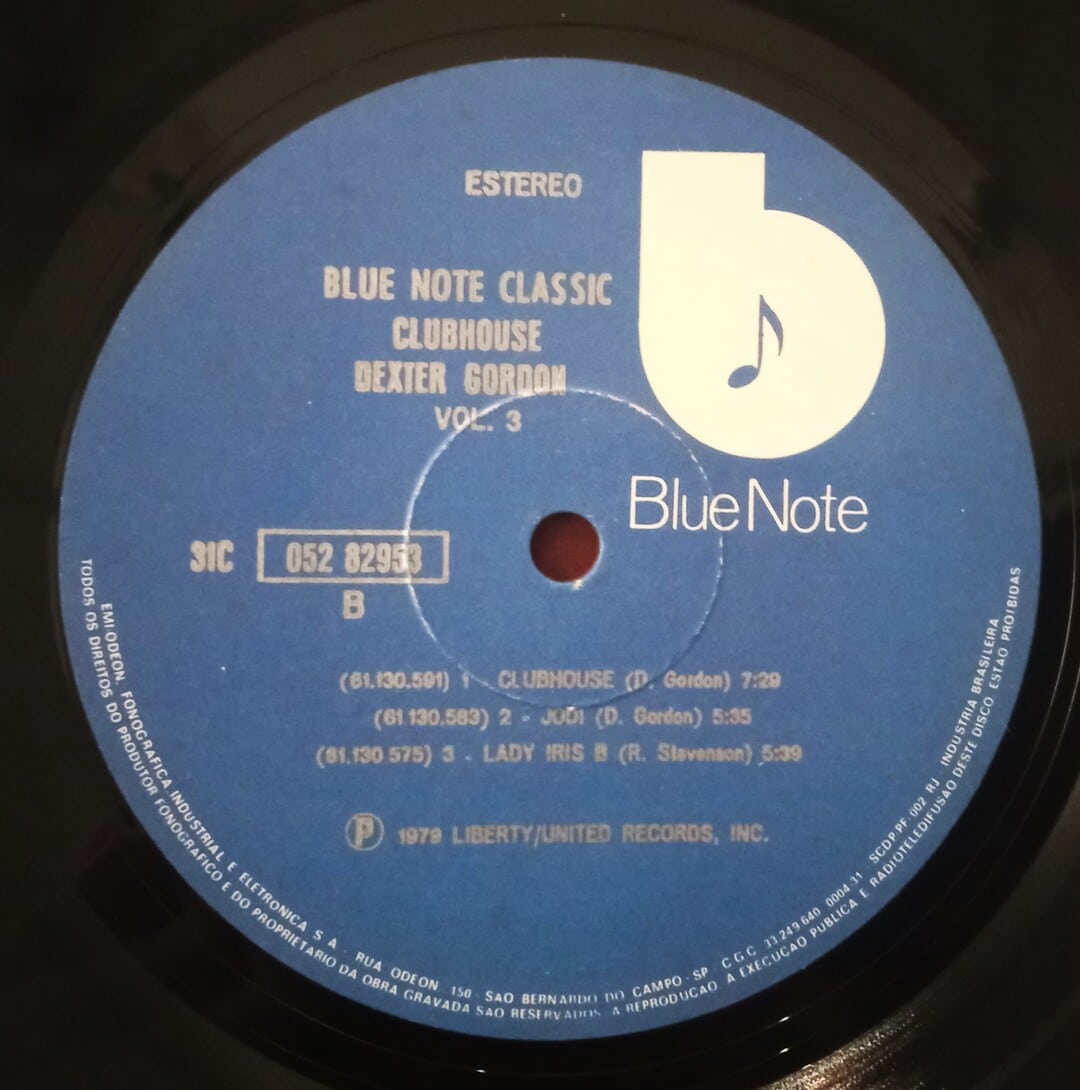 ESTEREO
BLUE NOTE CLASSIC
CLUBHOUSE
DEXTER GORDON
VOL. 3
b
Blue Note
31C 052 82953
B
(61.130.591) 1 CLUBHOUSE (D. Gordon) 7:29
(61.130.583) 2 - JODI (D. Gordon) 5:35
(61.130.575) 3 - LADY IRIS B (R. Stevenson) 5:39
℗ 1979 LIBERTY/UNITED RECORDS, INC.
EMI-ODEON. FONOGRAFICA INDUSTRIAL E ELETRONICA S A . RUA ODEON 150 SAO BERNARDO DO CAMPO - SP C G C 33 249 640 0004-31 SCDP-PF 002 RJ . INDUSTRIA BRASILEIRA
TODOS OS DIREITOS DO PRODUTOR FONOGRAFICO E DO PROPRIETARIO DA OBRA GRAVADA SAO RESERVADOS. A REPRODUCAO A EXECUCAO PUBLICA E RADIOTELEDIFUSAO DESTE DISCO ESTAO PROIBIDAS